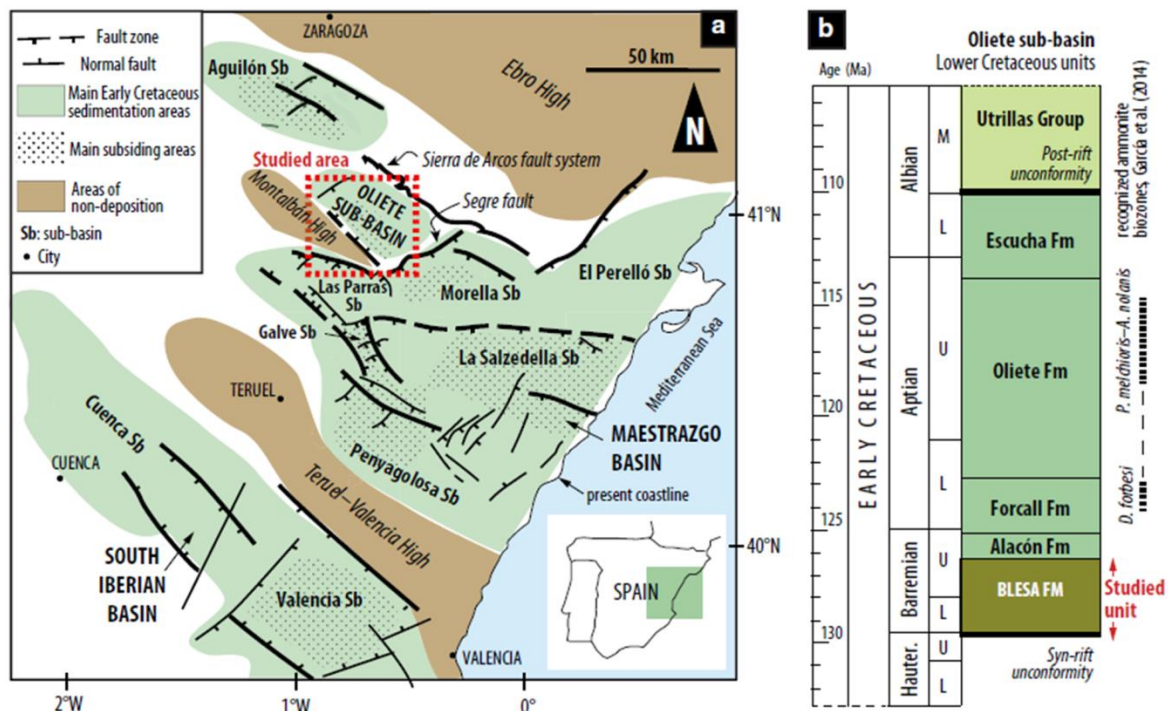 a
ZARAGOZA
Fault zone
Normal fault
Main Early Cretaceous
sedimentation areas
Main subsiding areas
Areas of
non-deposition
Sb: sub-basin
City
Aguilón Sb
50 km
Ebro High
N
Studied area
Sierra de Arcos fault system
Segre fault
Montalbán High
OLIETE
SUB-BASIN
41°N
El Perelló Sb
Las Parras
Sb
Morella Sb
Galve Sb
La Salzedella Sb
Mediterranean Sea
TERUEL
MAESTRAZGO
BASIN
Cuenca Sb
CUENCA
Penyagolosa Sb
present coastline
Teruel–Valencia High
40°N
SOUTH
IBERIAN
BASIN
SPAIN
Valencia Sb
VALENCIA
2°W
1°W
0°
b
Oliete sub-basin
Lower Cretaceous units
Age (Ma)
110
115
120
125
130
EARLY CRETACEOUS
Albian
Aptian
Barremian
Hauter.
M
L
U
L
U
L
U
L
Utrillas Group
Post-rift
unconformity
Escucha Fm
Oliete Fm
Forcall Fm
Alacón Fm
BLESA FM
Syn-rift
unconformity
recognized ammonite
biozones, García et al. (2014)
P. melchioris–A. nolanis
D. forbesi
Studied
unit